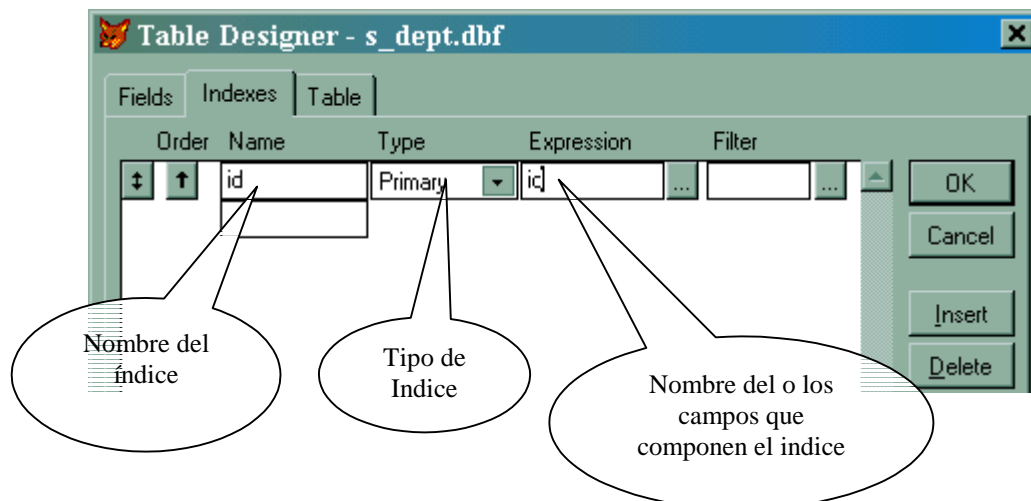 Table Designer - s_dept.dbf
Fields Indexes Table
Order Name Type Expression Filter
id Primary id ... ...
OK
Cancel
Insert
Delete
Nombre del
índice
Tipo de
Indice
Nombre del o los
campos que
componen el indice